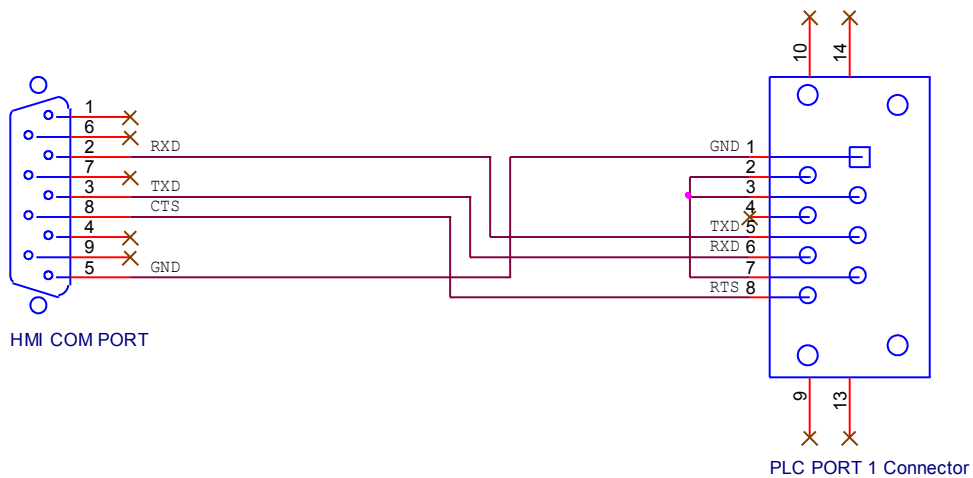 10
14
1
6
2 RXD
7
3 TXD
8 CTS
4
9
5 GND
HMI COM PORT
GND 1
2
3
4
TXD 5
RXD 6
7
RTS 8
9
13
PLC PORT 1 Connector